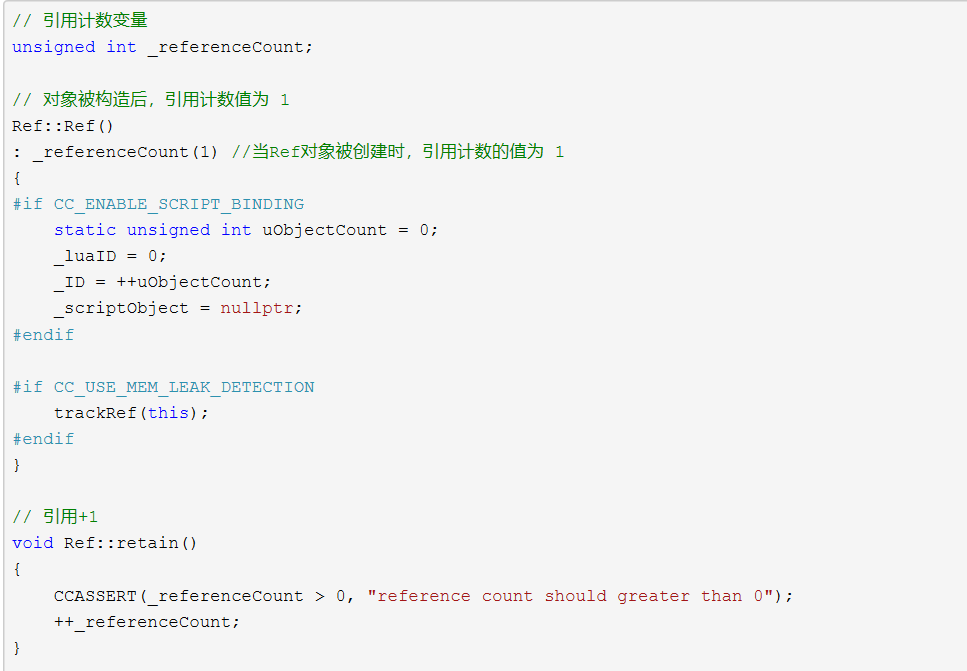 // 引用计数变量
unsigned int _referenceCount;

// 对象被构造后，引用计数值为 1
Ref::Ref()
: _referenceCount(1) //当Ref对象被创建时，引用计数的值为 1
{
#if CC_ENABLE_SCRIPT_BINDING
    static unsigned int uObjectCount = 0;
    _luaID = 0;
    _ID = ++uObjectCount;
    _scriptObject = nullptr;
#endif

#if CC_USE_MEM_LEAK_DETECTION
    trackRef(this);
#endif
}

// 引用+1
void Ref::retain()
{
    CCASSERT(_referenceCount > 0, "reference count should greater than 0");
    ++_referenceCount;
}